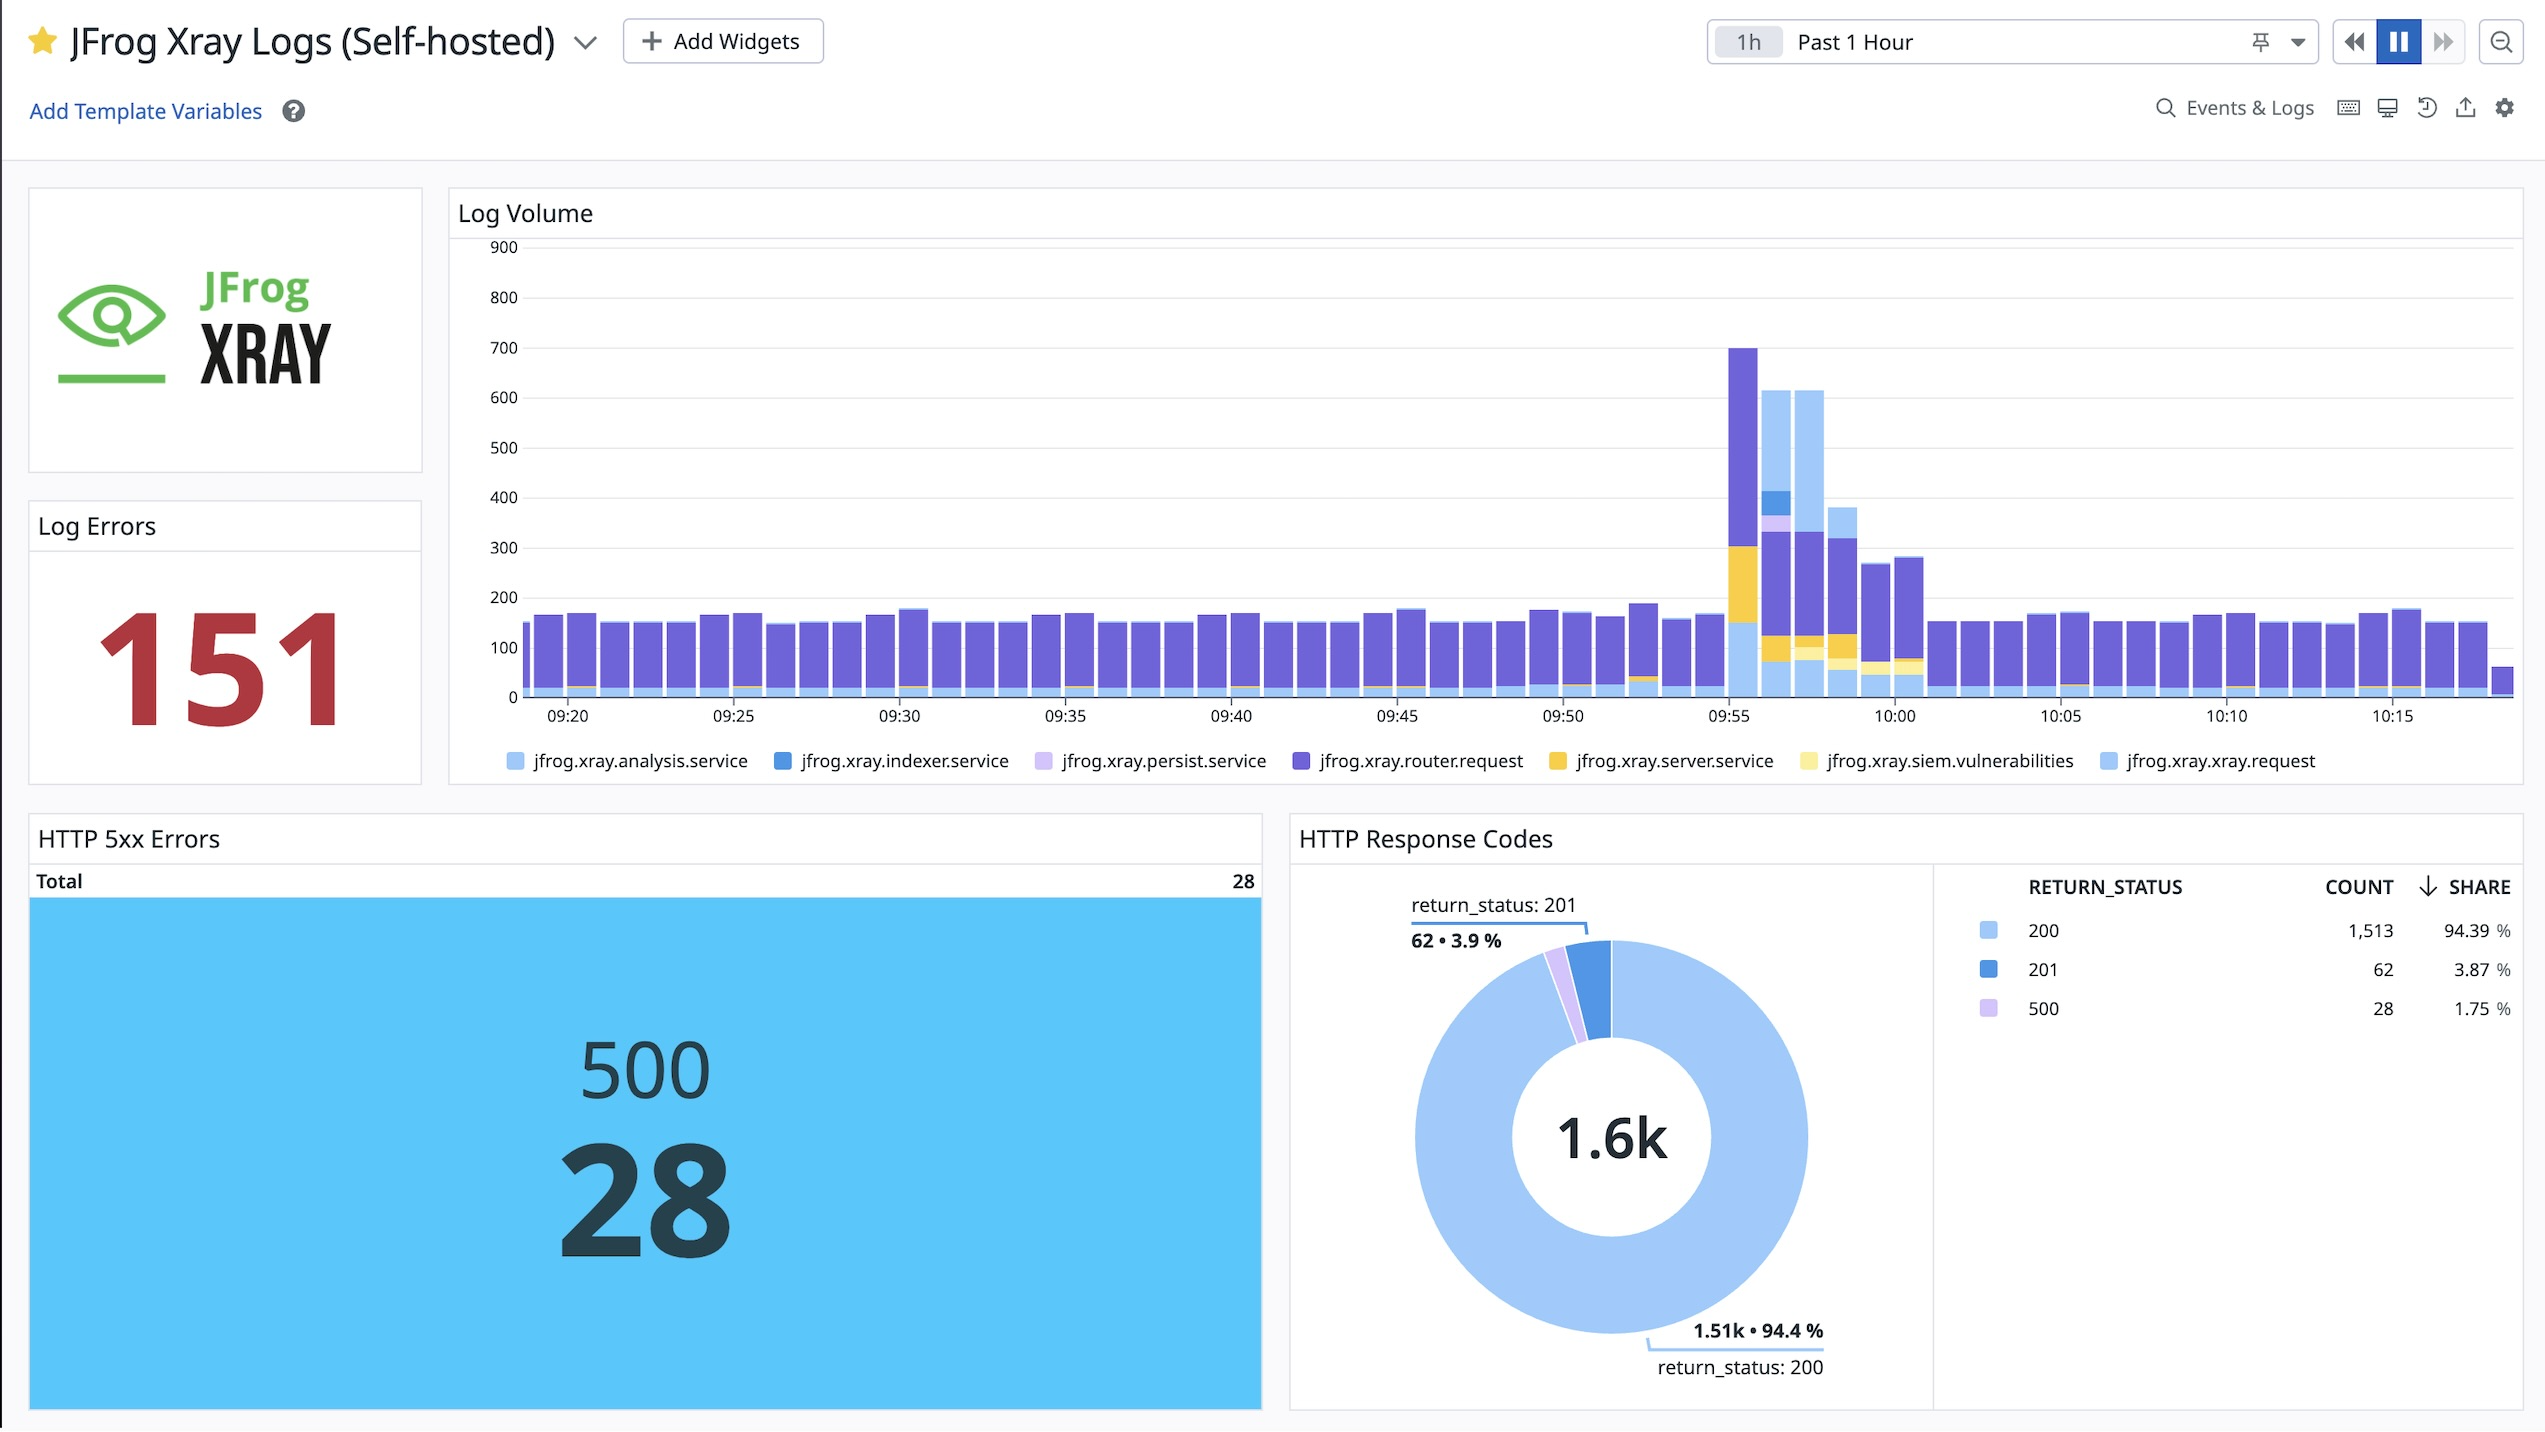 JFrog Xray Logs (Self-hosted)
Add Widgets
1h Past 1 Hour
Add Template Variables
Events & Logs
JFrog
XRAY
Log Errors
151
Log Volume
900
800
700
600
500
400
300
200
100
0
09:20 09:25 09:30 09:35 09:40 09:45 09:50 09:55 10:00 10:05 10:10 10:15
jfrog.xray.analysis.service jfrog.xray.indexer.service jfrog.xray.persist.service jfrog.xray.router.request jfrog.xray.server.service jfrog.xray.siem.vulnerabilities jfrog.xray.xray.request
HTTP 5xx Errors
Total 28
500
28
HTTP Response Codes
return_status: 201
62 • 3.9 %
1.6k
1.51k • 94.4 %
return_status: 200
RETURN_STATUS COUNT SHARE
200 1,513 94.39 %
201 62 3.87 %
500 28 1.75 %